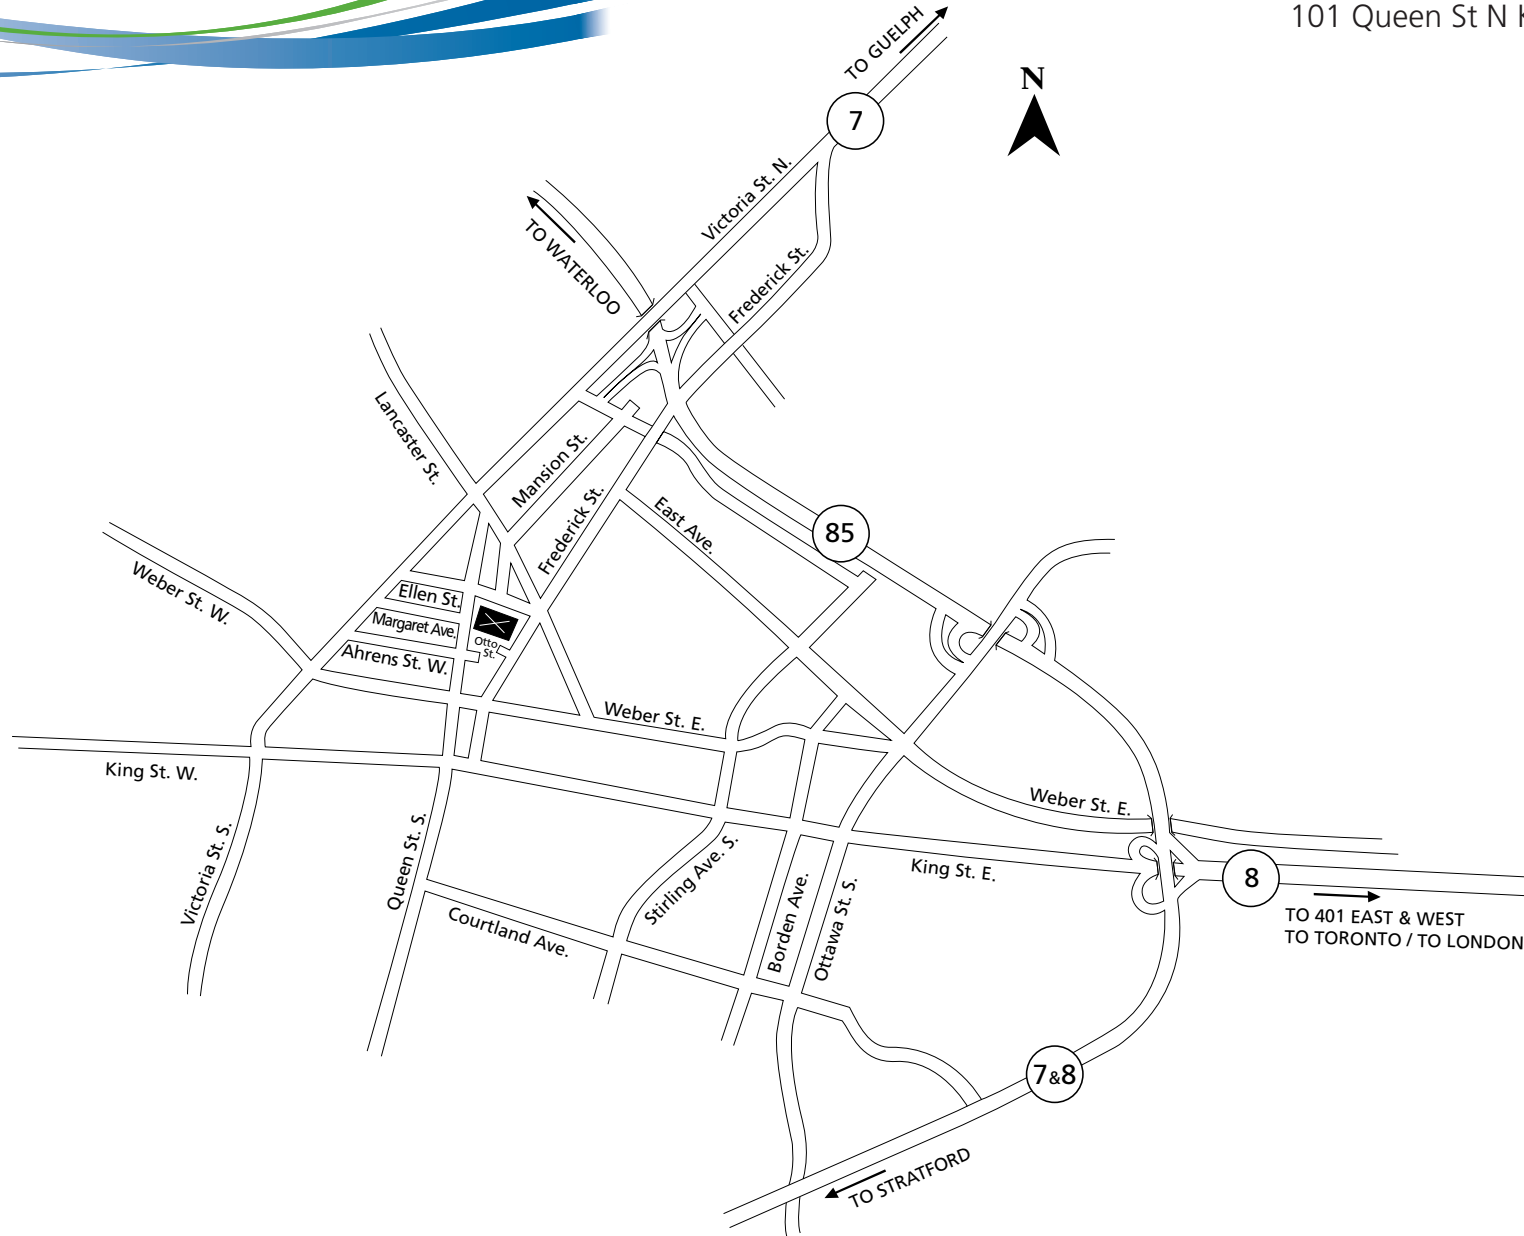 101 Queen St N
TO GUELPH
N
7
Victoria St. N.
TO WATERLOO
Frederick St.
Lancaster St.
Mansion St.
Frederick St.
East Ave.
85
Weber St. W.
Ellen St.
Margaret Ave.
Otto
St.
Ahrens St. W.
Weber St. E.
King St. W.
Weber St. E.
Victoria St. S.
Queen St. S.
Stirling Ave. S.
King St. E.
8
Borden Ave.
Ottawa St. S.
Courtland Ave.
TO 401 EAST & WEST
TO TORONTO / TO LONDON
7&8
TO STRATFORD